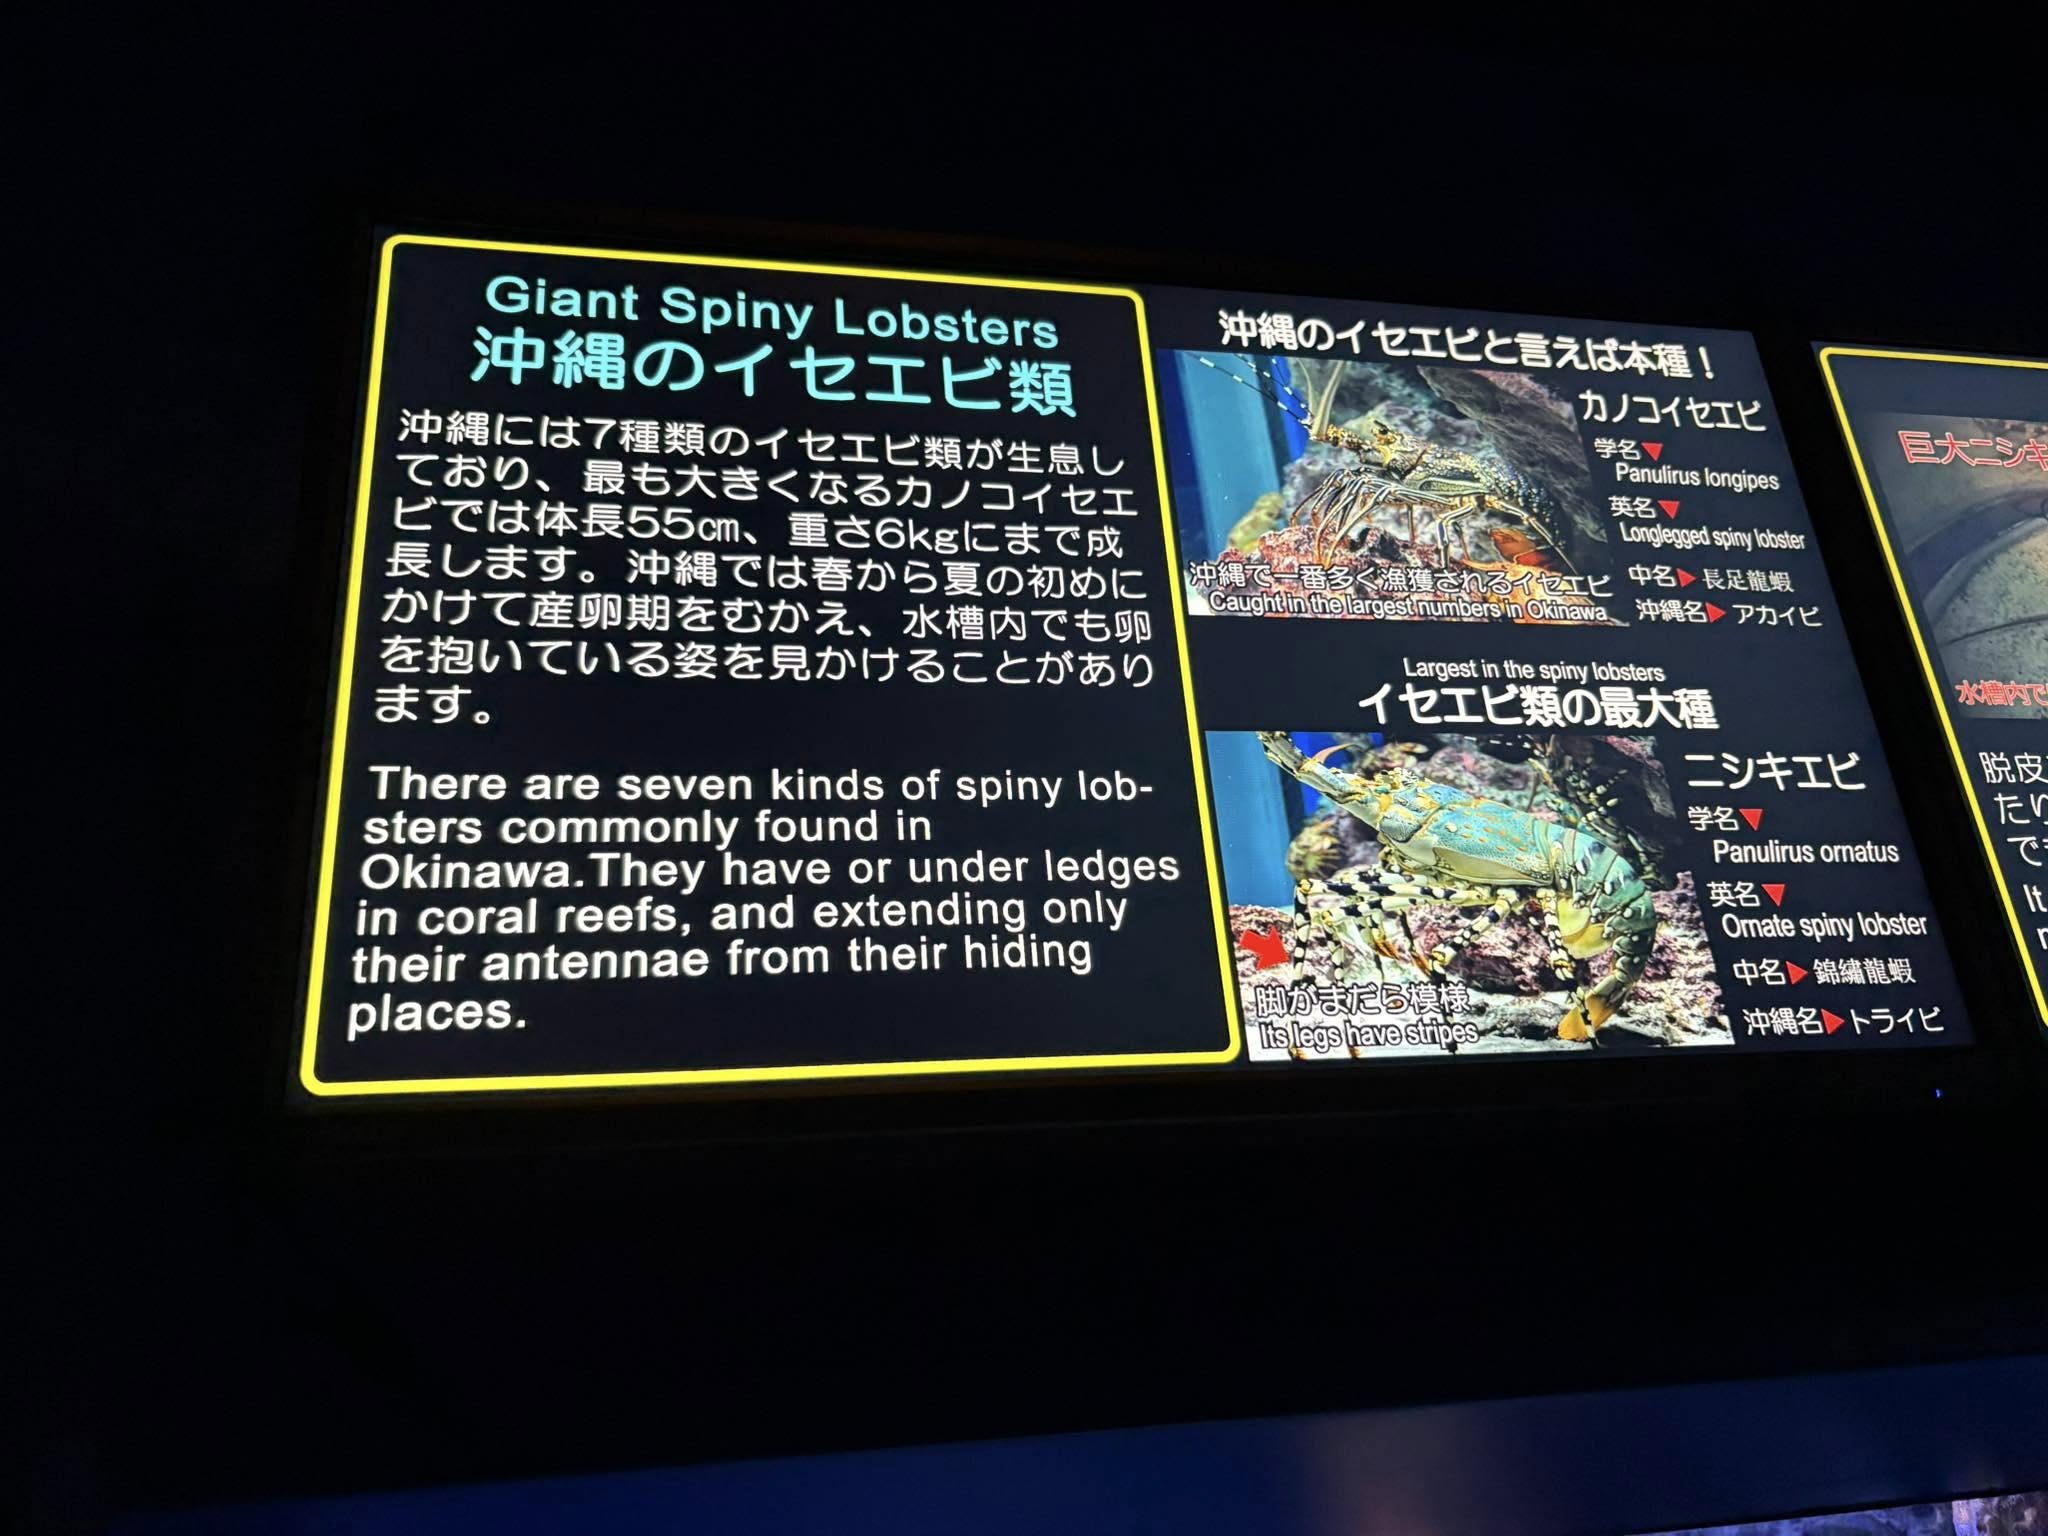 Giant Spiny Lobsters
沖縄のイセエビ類
沖縄には7種類のイセエビ類が生息し
ており、最も大きくなるカノコイセエ
ビでは体長55㎝、重さ6kgにまで成
長します。沖縄では春から夏の初めに
かけて産卵期をむかえ、水槽内でも卵
を抱いている姿を見かけることがあり
ます。
There are seven kinds of spiny lob-
sters commonly found in
Okinawa.They have or under ledges
in coral reefs, and extending only
their antennae from their hiding
places.
沖縄のイセエビと言えば本種！
カノコイセエビ
学名▼
Panulirus longipes
英名▼
Longlegged spiny lobster
中名▶長足龍蝦
沖縄名▶アカイビ
沖縄で一番多く漁獲されるイセエビ
Caught in the largest numbers in Okinawa
Largest in the spiny lobsters
イセエビ類の最大種
ニシキエビ
学名▼
Panulirus ornatus
英名▼
Ornate spiny lobster
中名▶錦繡龍蝦
沖縄名▶トライビ
脚がまだら模様
Its legs have stripes
巨大ニシキ
水槽内で
脱皮
たり
で
It